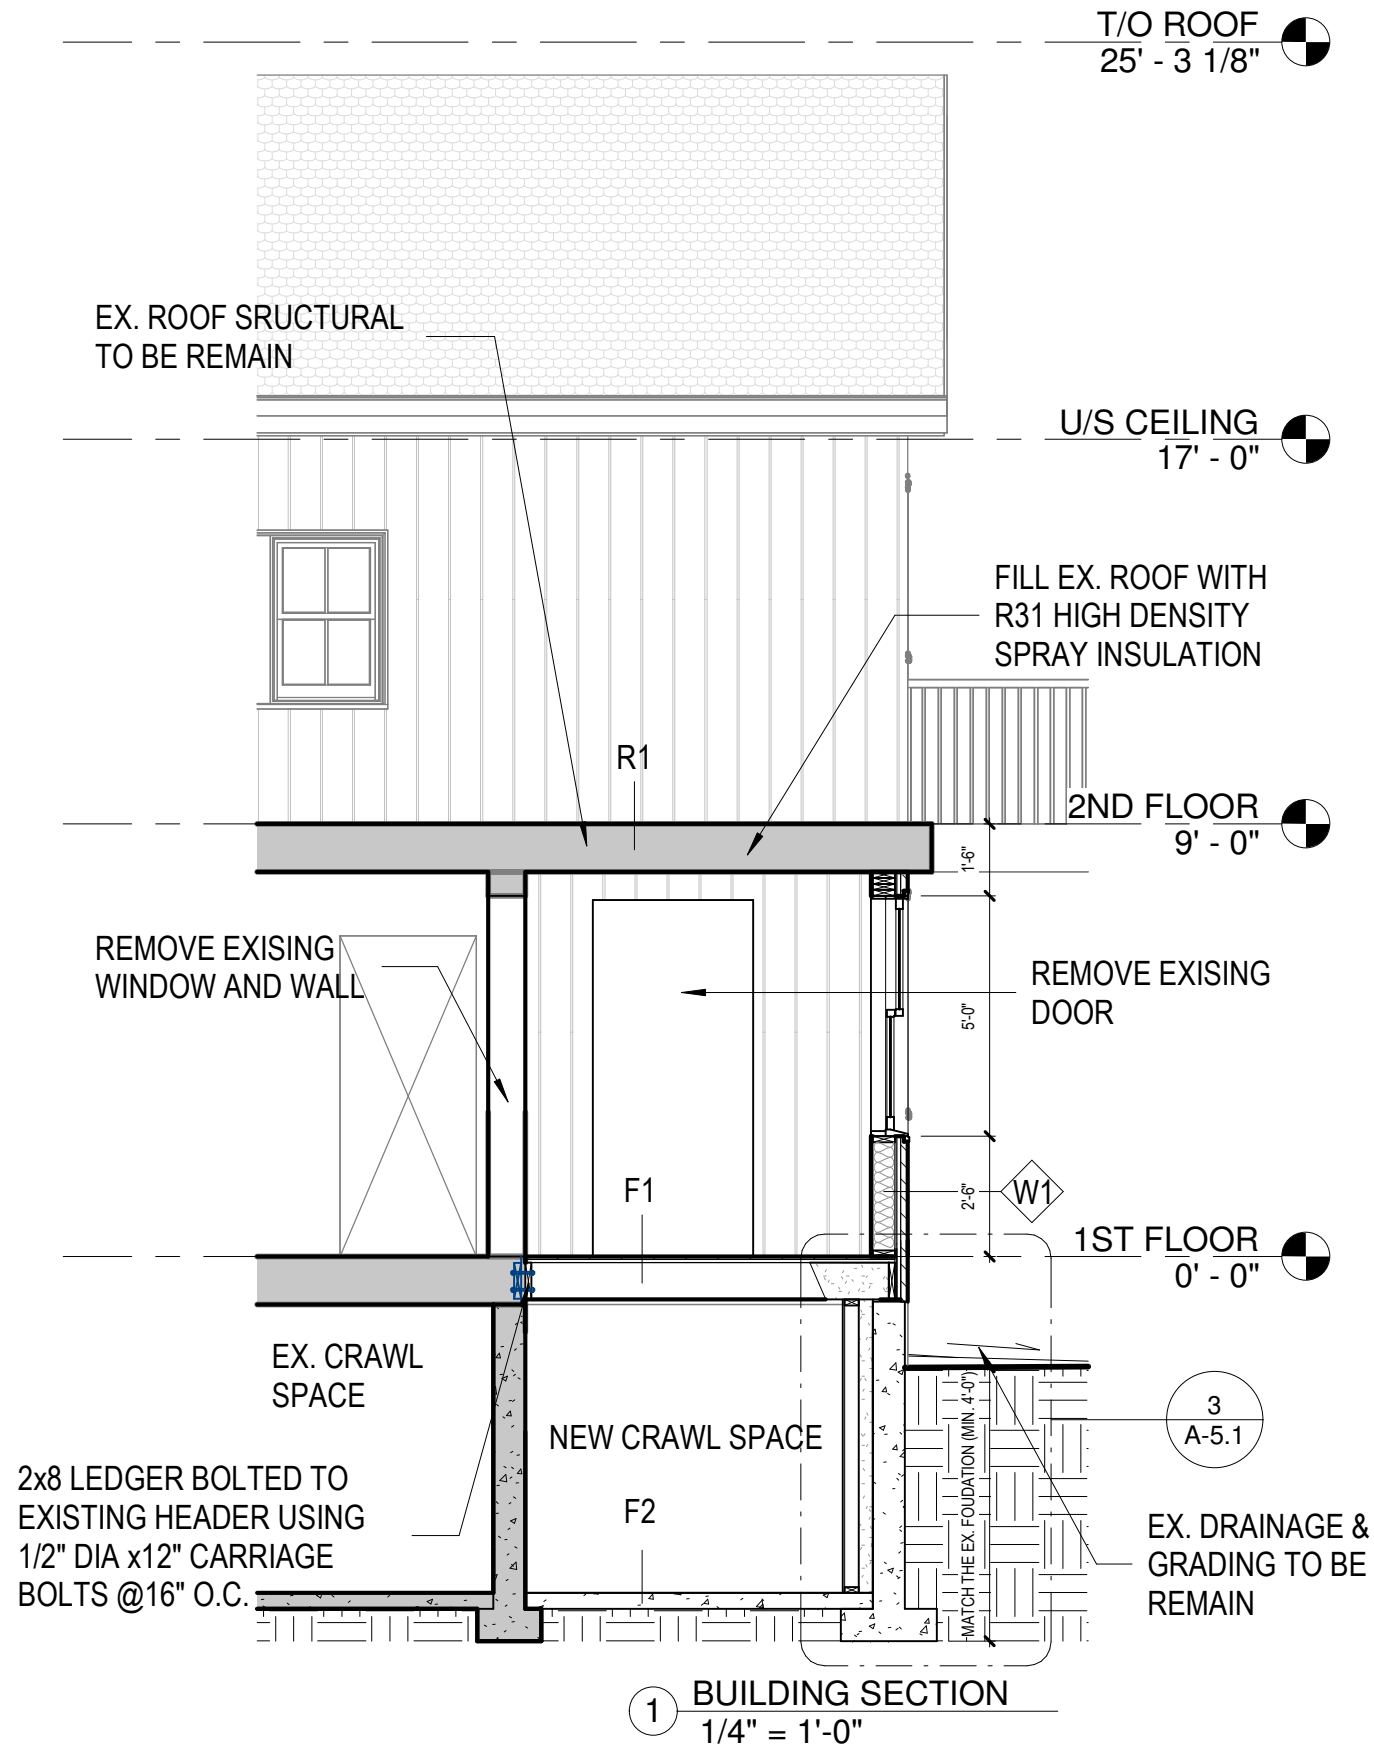 T/O ROOF
25' - 3 1/8"
EX. ROOF SRUCTURAL
TO BE REMAIN
U/S CEILING
17' - 0"
FILL EX. ROOF WITH
R31 HIGH DENSITY
SPRAY INSULATION
R1
2ND FLOOR
9' - 0"
1'-6"
REMOVE EXISING
WINDOW AND WALL
REMOVE EXISING
DOOR
5'-0"
F1
2'-6"
W1
1ST FLOOR
0' - 0"
EX. CRAWL
SPACE
NEW CRAWL SPACE
MATCH THE EX. FOUDATION (MIN. 4'-0")
3
A-5.1
2x8 LEDGER BOLTED TO
EXISTING HEADER USING
1/2" DIA x12" CARRIAGE
BOLTS @16" O.C.
F2
EX. DRAINAGE &
GRADING TO BE
REMAIN
1
BUILDING SECTION
1/4" = 1'-0"